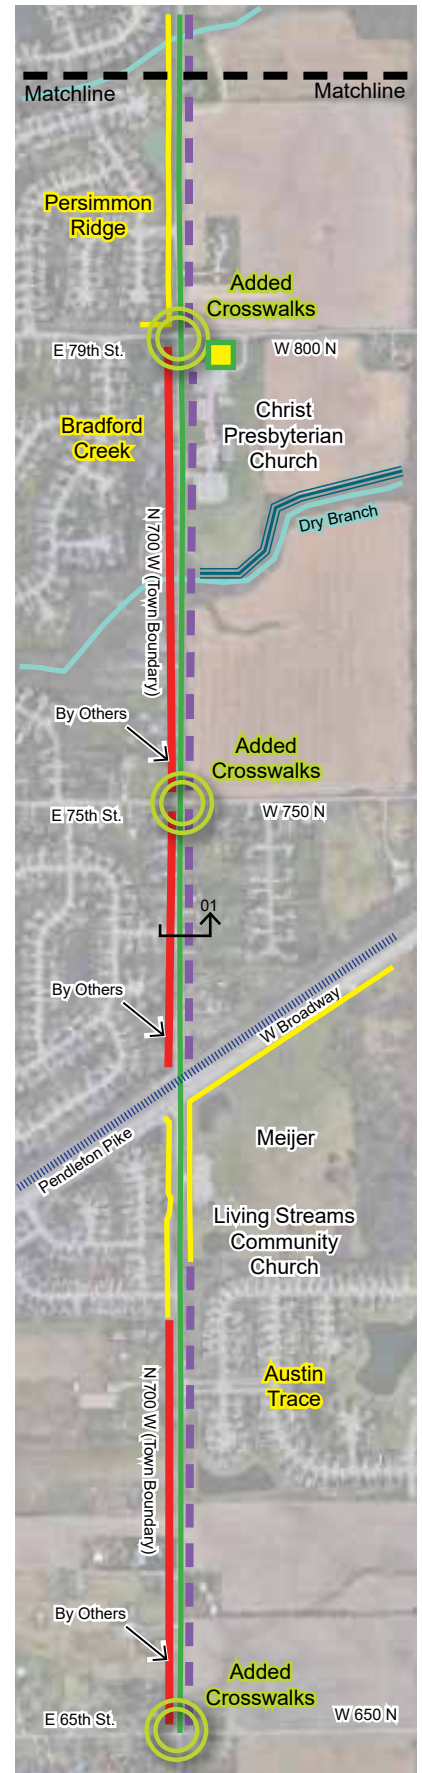 Matchline
Matchline
Persimmon
Ridge
Added
Crosswalks
E 79th St.
W 800 N
Bradford
Creek
Christ
Presbyterian
Church
Dry Branch
N 700 W (Town Boundary)
By Others
Added
Crosswalks
E 75th St.
W 750 N
01
By Others
W Broadway
Pendleton Pike
Meijer
Living Streams
Community
Church
Austin
Trace
N 700 W (Town Boundary)
By Others
Added
Crosswalks
E 65th St.
W 650 N